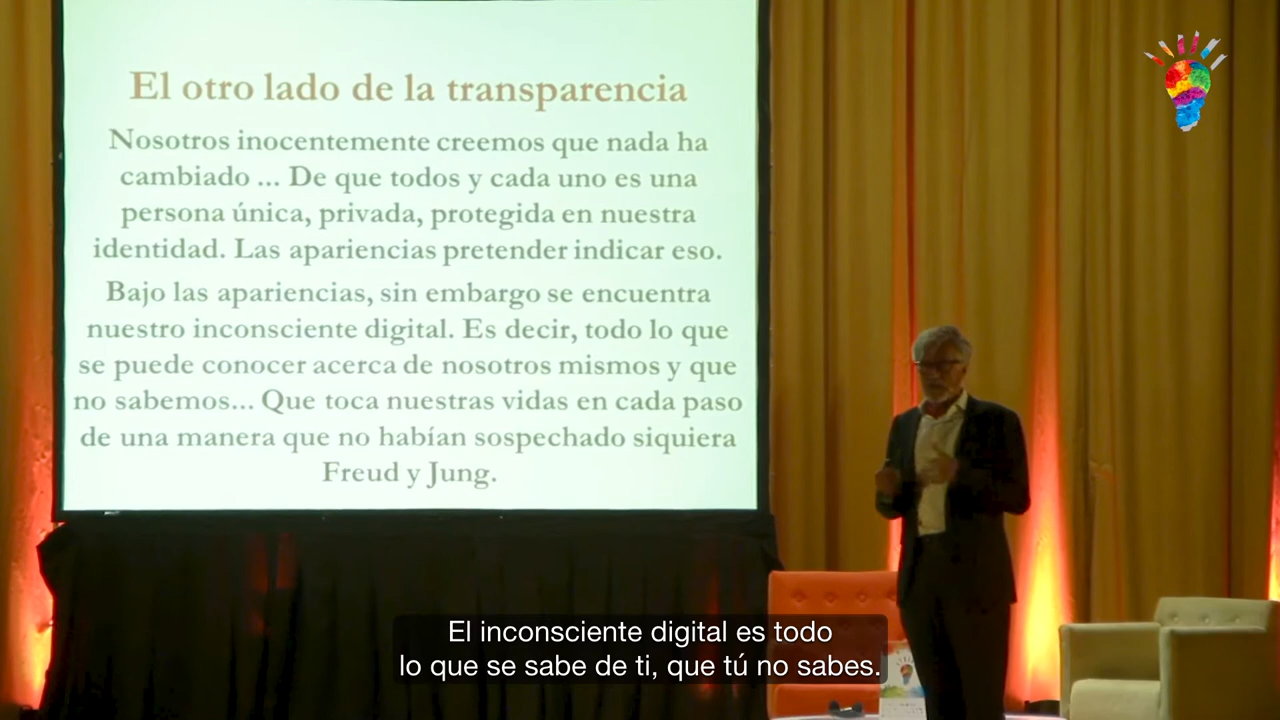 El otro lado de la transparencia
Nosotros inocentemente creemos que nada ha
cambiado ... De que todos y cada uno es una
persona única, privada, protegida en nuestra
identidad. Las apariencias pretender indicar eso.
Bajo las apariencias, sin embargo se encuentra
nuestro inconsciente digital. Es decir, todo lo que
se puede conocer acerca de nosotros mismos y que
no sabemos... Que toca nuestras vidas en cada paso
de una manera que no habían sospechado siquiera
Freud y Jung.
El inconsciente digital es todo
lo que se sabe de ti, que tú no sabes.